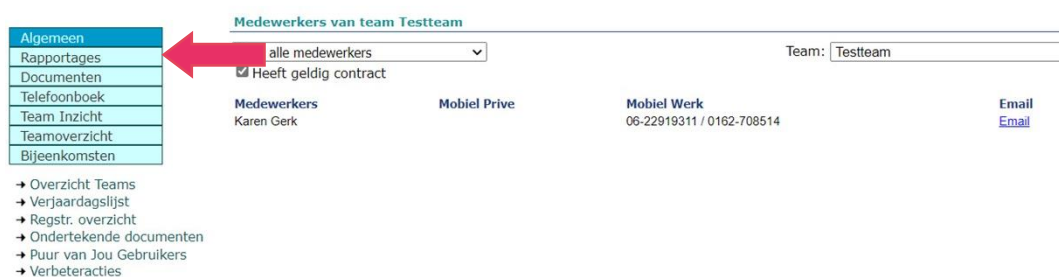 Medewerkers van team Testteam
Algemeen
Rapportages
Documenten
Telefoonboek
Team Inzicht
Teamoverzicht
Bijeenkomsten
alle medewerkers
Team: Testteam
Heeft geldig contract
Medewerkers Mobiel Prive Mobiel Werk Email
Karen Gerk 06-22919311 / 0162-708514 Email
Overzicht Teams
Verjaardagslijst
Regstr. overzicht
Ondertekende documenten
Puur van Jou Gebruikers
Verbeteracties